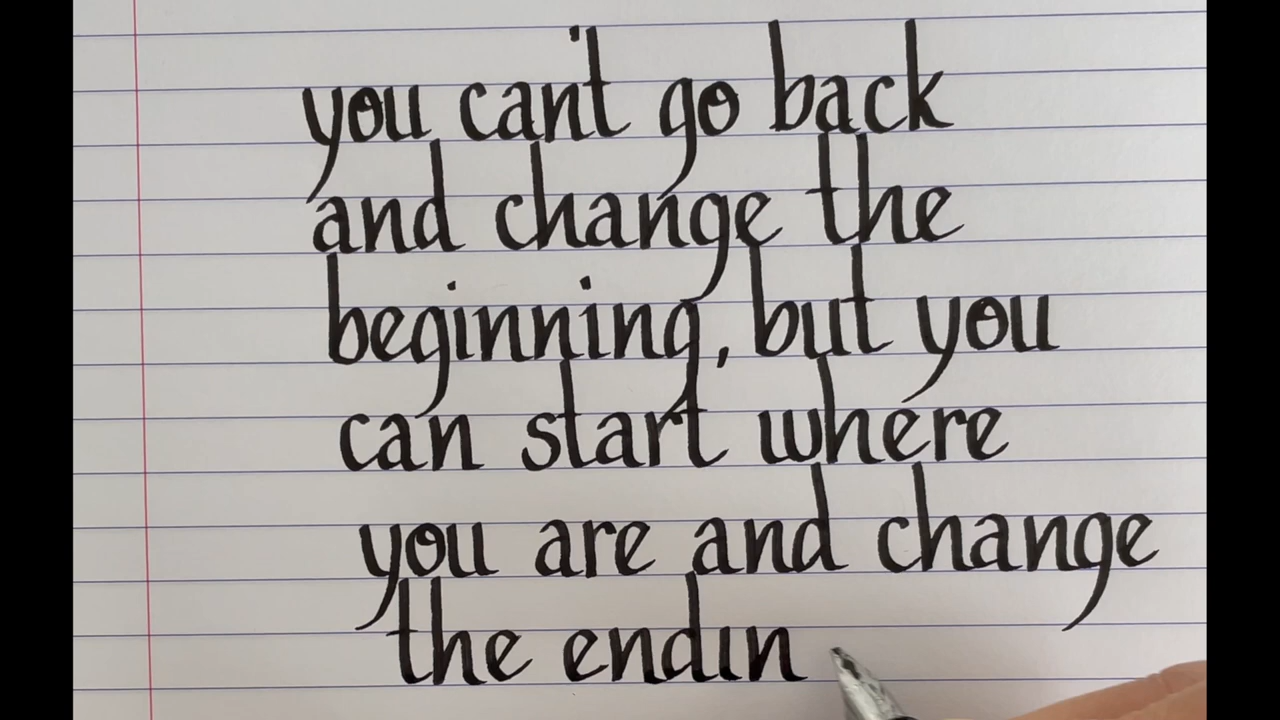 you can't go back
and change the
beginning, but you
can start where
you are and change
the endin